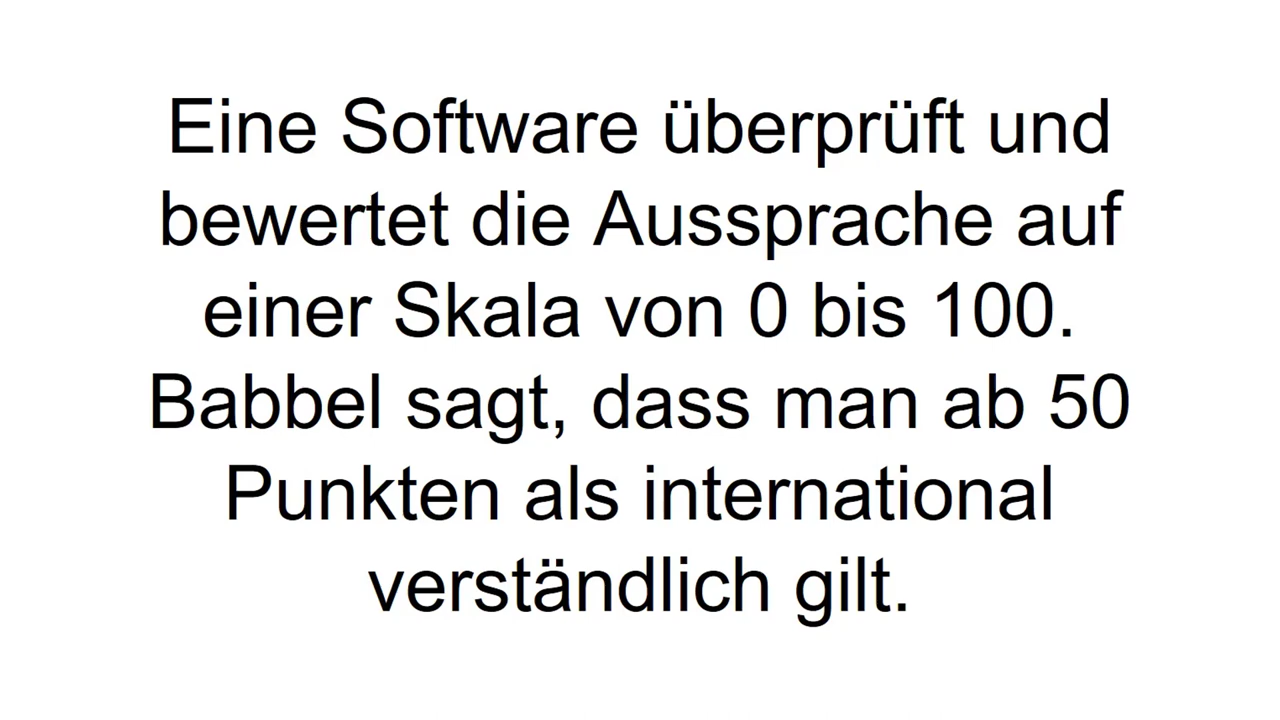 Eine Software überprüft und
bewertet die Aussprache auf
einer Skala von 0 bis 100.
Babbel sagt, dass man ab 50
Punkten als international
verständlich gilt.